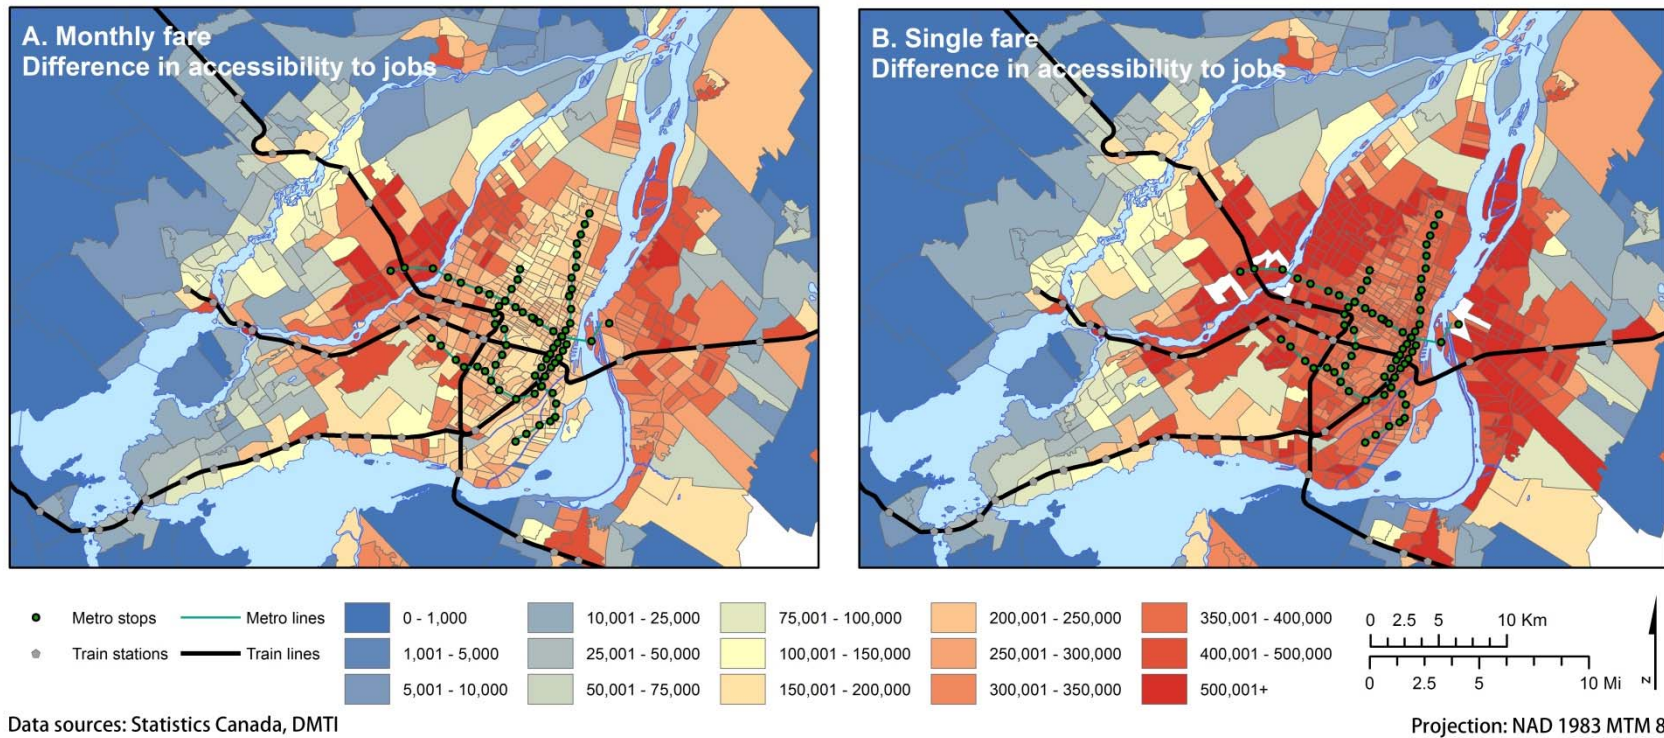 A. Monthly fare
Difference in accessibility to jobs
B. Single fare
Difference in accessibility to jobs
Metro stops
Metro lines
0 - 1,000
10,001 - 25,000
75,001 - 100,000
200,001 - 250,000
350,001 - 400,000
0 2.5 5 10 Km
Train stations
Train lines
1,001 - 5,000
25,001 - 50,000
100,001 - 150,000
250,001 - 300,000
400,001 - 500,000
5,001 - 10,000
50,001 - 75,000
150,001 - 200,000
300,001 - 350,000
500,001+
0 2.5 5 10 Mi
N
Data sources: Statistics Canada, DMTI
Projection: NAD 1983 MTM 8